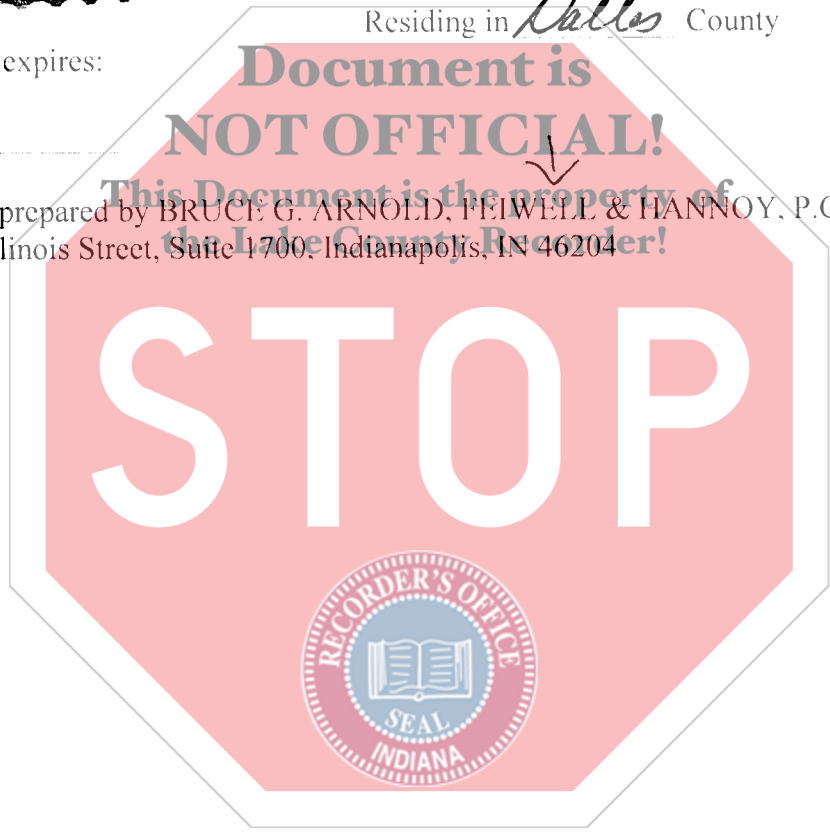 Residing in Dallas County
expires:
Document is
NOT OFFICIAL!
This Document is the property of
the Lake County Recorder!
prepared by BRUCE G. ARNOLD, FEIWELL & HANNOY, P.C
linois Street, Suite 1700, Indianapolis, IN 46204
STOP
RECORDER'S OFFICE
SEAL
INDIANA